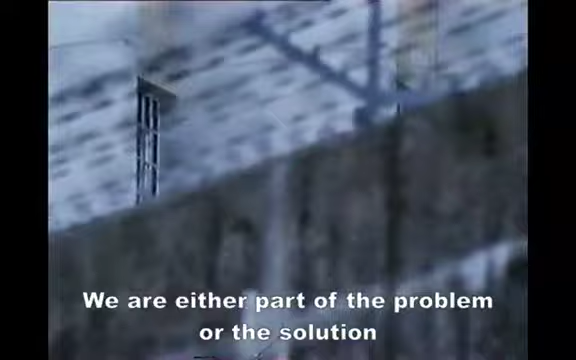 We are either part of the problem
or the solution